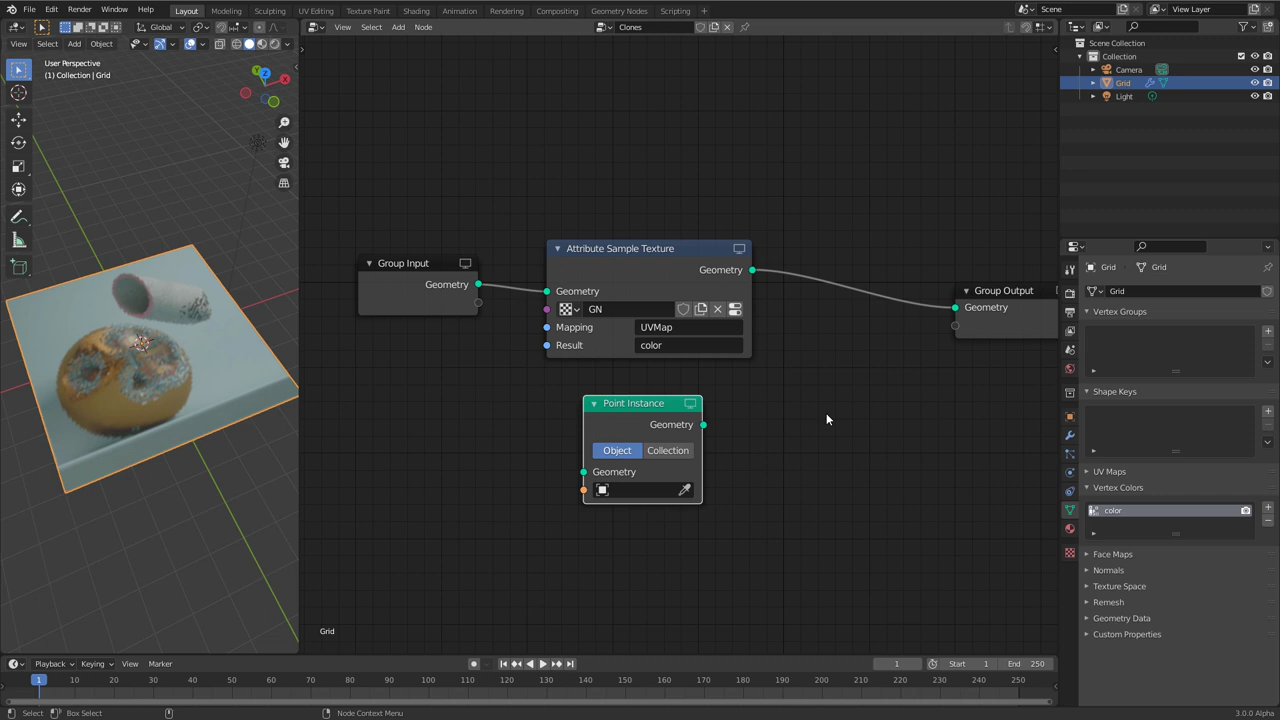 File Edit Render Window Help Layout Modeling Sculpting UV Editing Texture Paint Shading Animation Rendering Compositing Geometry Nodes Scripting + Scene View Layer
Global View Select Add Node Clones
View Select Add Object
User Perspective
(1) Collection | Grid
Z
Y
X
Scene Collection
Collection
Camera
Grid
Light
Group Input
Geometry
Attribute Sample Texture
Geometry
Geometry
GN
Mapping UVMap
Result color
Group Output
Geometry
Point Instance
Geometry
Object Collection
Geometry
Grid
Grid Grid
Grid
Vertex Groups
Shape Keys
UV Maps
Vertex Colors
color
Face Maps
Normals
Texture Space
Remesh
Geometry Data
Custom Properties
Playback Keying View Marker 1 Start 1 End 250
1 10 20 30 40 50 60 70 80 90 100 110 120 130 140 150 160 170 180 190 200 210 220 230 240 250
Select Box Select Node Context Menu 3.0.0 Alpha